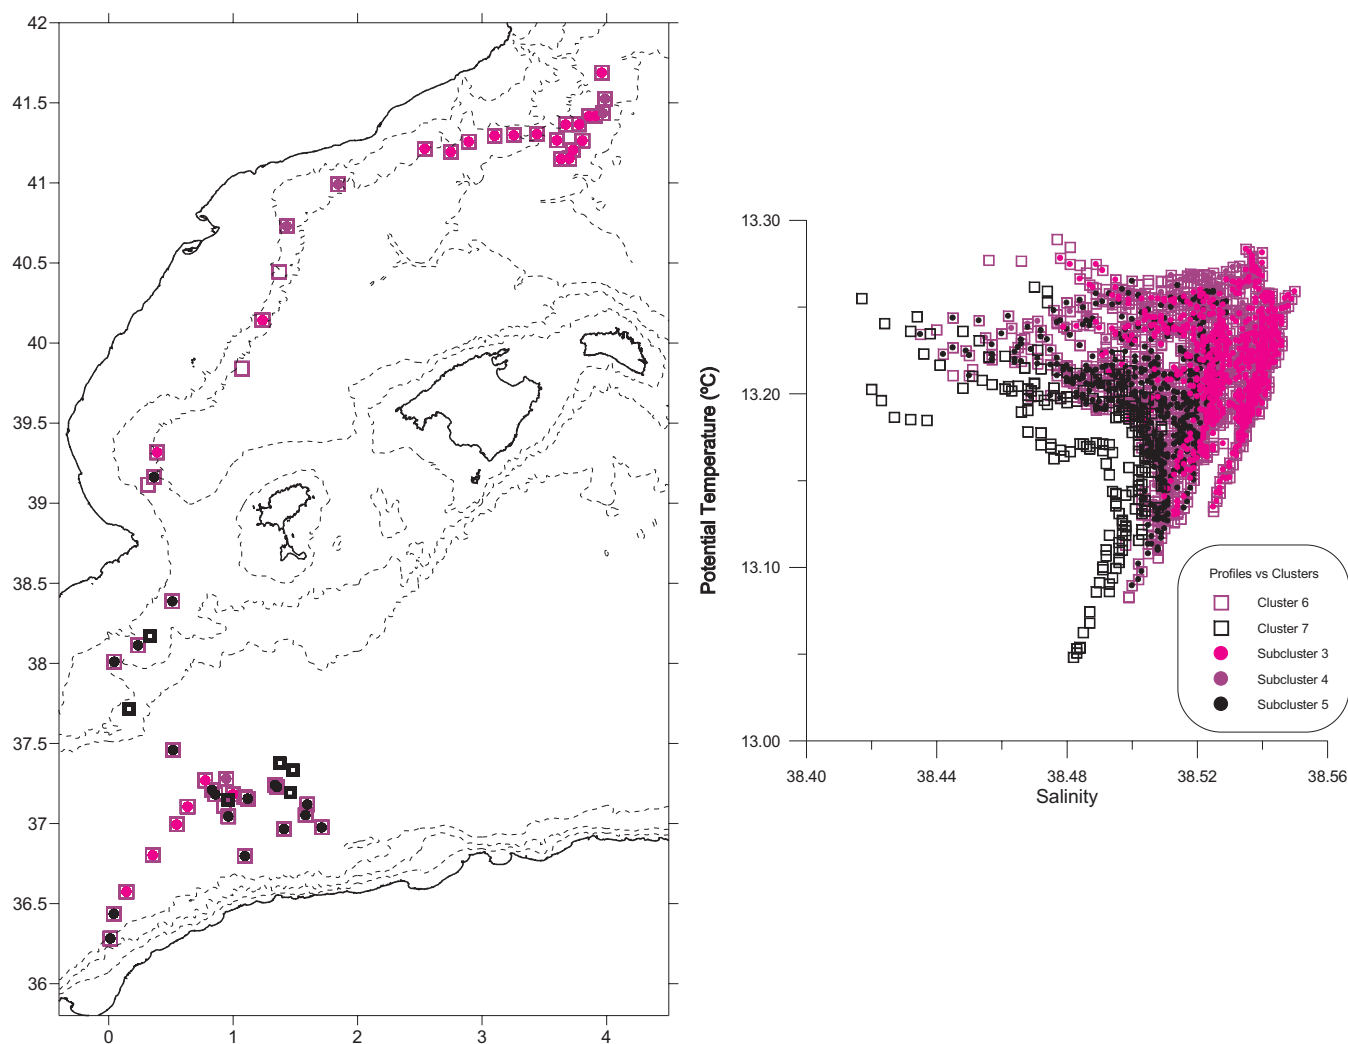 42
41.5
41
40.5
40
39.5
39
38.5
38
37.5
37
36.5
36
0 1 2 3 4
13.30
13.20
13.10
13.00
Potential Temperature (ºC)
38.40 38.44 38.48 38.52 38.56
Salinity
Profiles vs Clusters
Cluster 6
Cluster 7
Subcluster 3
Subcluster 4
Subcluster 5